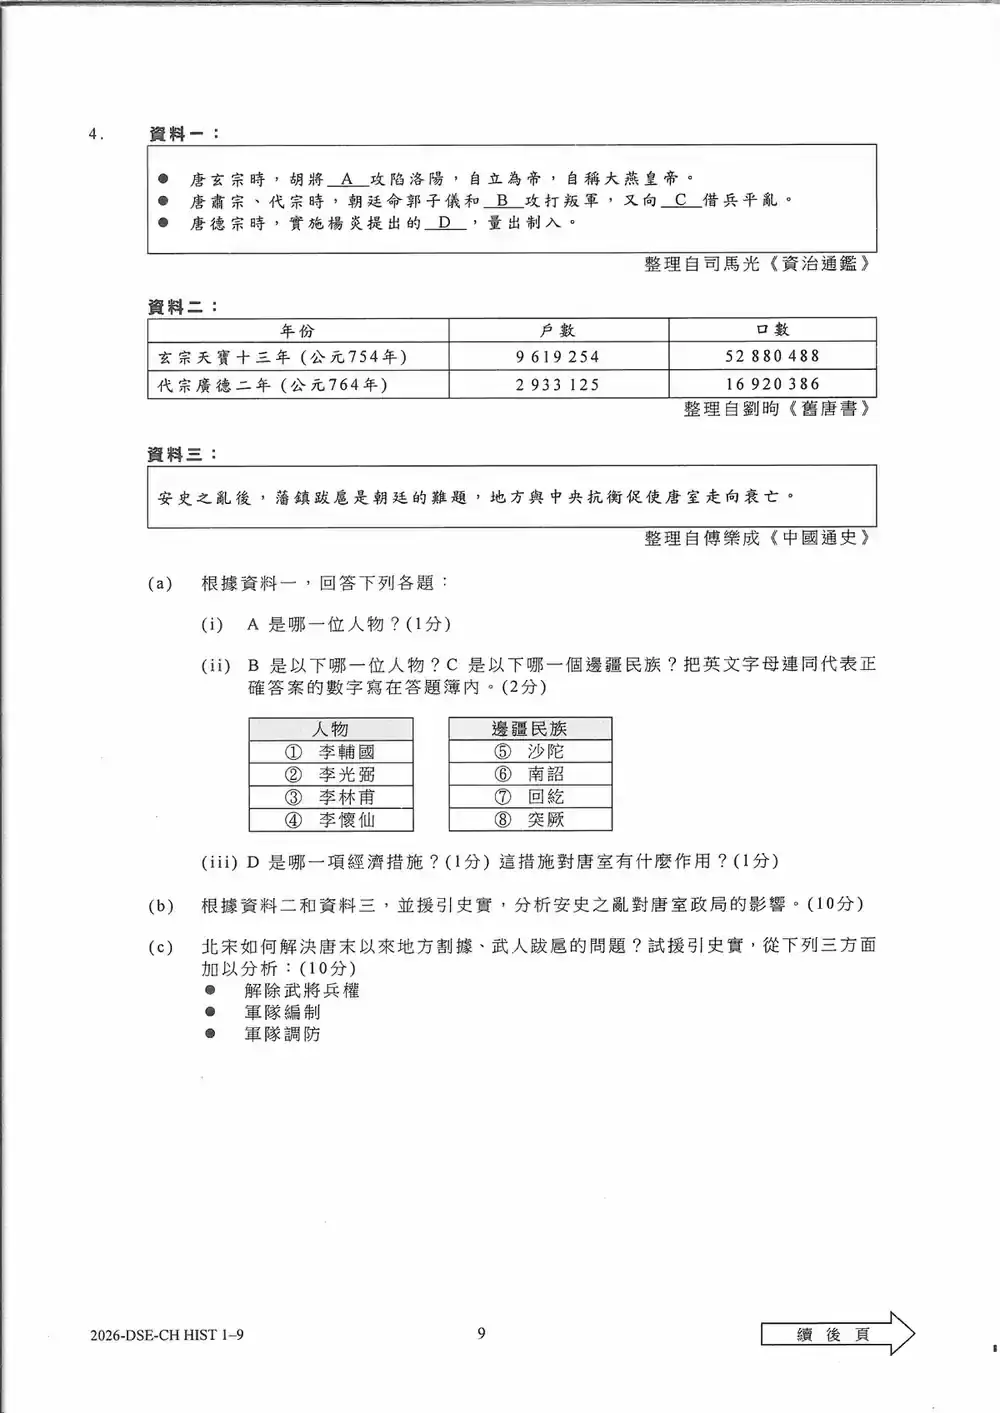 4. 資料一：
● 唐玄宗時，胡將 A 攻陷洛陽，自立為帝，自稱大燕皇帝。
● 唐肅宗、代宗時，朝廷命郭子儀和 B 攻打叛軍，又向 C 借兵平亂。
● 唐德宗時，實施楊炎提出的 D ，量出制入。
整理自司馬光《資治通鑑》
資料二：
年份 戶數 口數
玄宗天寶十三年 (公元754年) 9 619 254 52 880 488
代宗廣德二年 (公元764年) 2 933 125 16 920 386
整理自劉昫《舊唐書》
資料三：
安史之亂後，藩鎮跋扈是朝廷的難題，地方與中央抗衡促使唐室走向衰亡。
整理自傅樂成《中國通史》
(a) 根據資料一，回答下列各題：
(i) A 是哪一位人物？(1分)
(ii) B 是以下哪一位人物？C 是以下哪一個邊疆民族？把英文字母連同代表正
確答案的數字寫在答題簿內。(2分)
人物 邊疆民族
① 李輔國 ⑤ 沙陀
② 李光弼 ⑥ 南詔
③ 李林甫 ⑦ 回紇
④ 李懷仙 ⑧ 突厥
(iii) D 是哪一項經濟措施？(1分) 這措施對唐室有什麼作用？(1分)
(b) 根據資料二和資料三，並援引史實，分析安史之亂對唐室政局的影響。(10分)
(c) 北宋如何解決唐末以來地方割據、武人跋扈的問題？試援引史實，從下列三方面
加以分析：(10分)
● 解除武將兵權
● 軍隊編制
● 軍隊調防
2026-DSE-CH HIST 1–9 9 續後頁